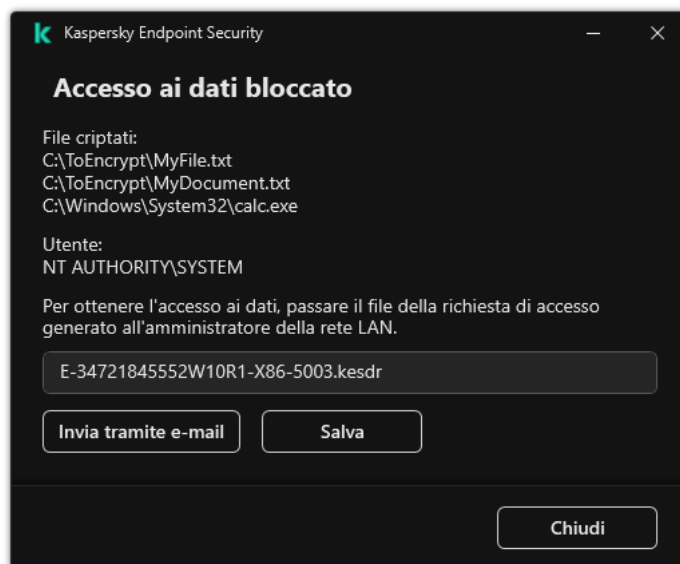 Kaspersky Endpoint Security
Accesso ai dati bloccato
File criptati:
C:\ToEncrypt\MyFile.txt
C:\ToEncrypt\MyDocument.txt
C:\Windows\System32\calc.exe
Utente:
NT AUTHORITY\SYSTEM
Per ottenere l'accesso ai dati, passare il file della richiesta di accesso
generato all'amministratore della rete LAN.
E-34721845552W10R1-X86-5003.kesdr
Invia tramite e-mail
Salva
Chiudi